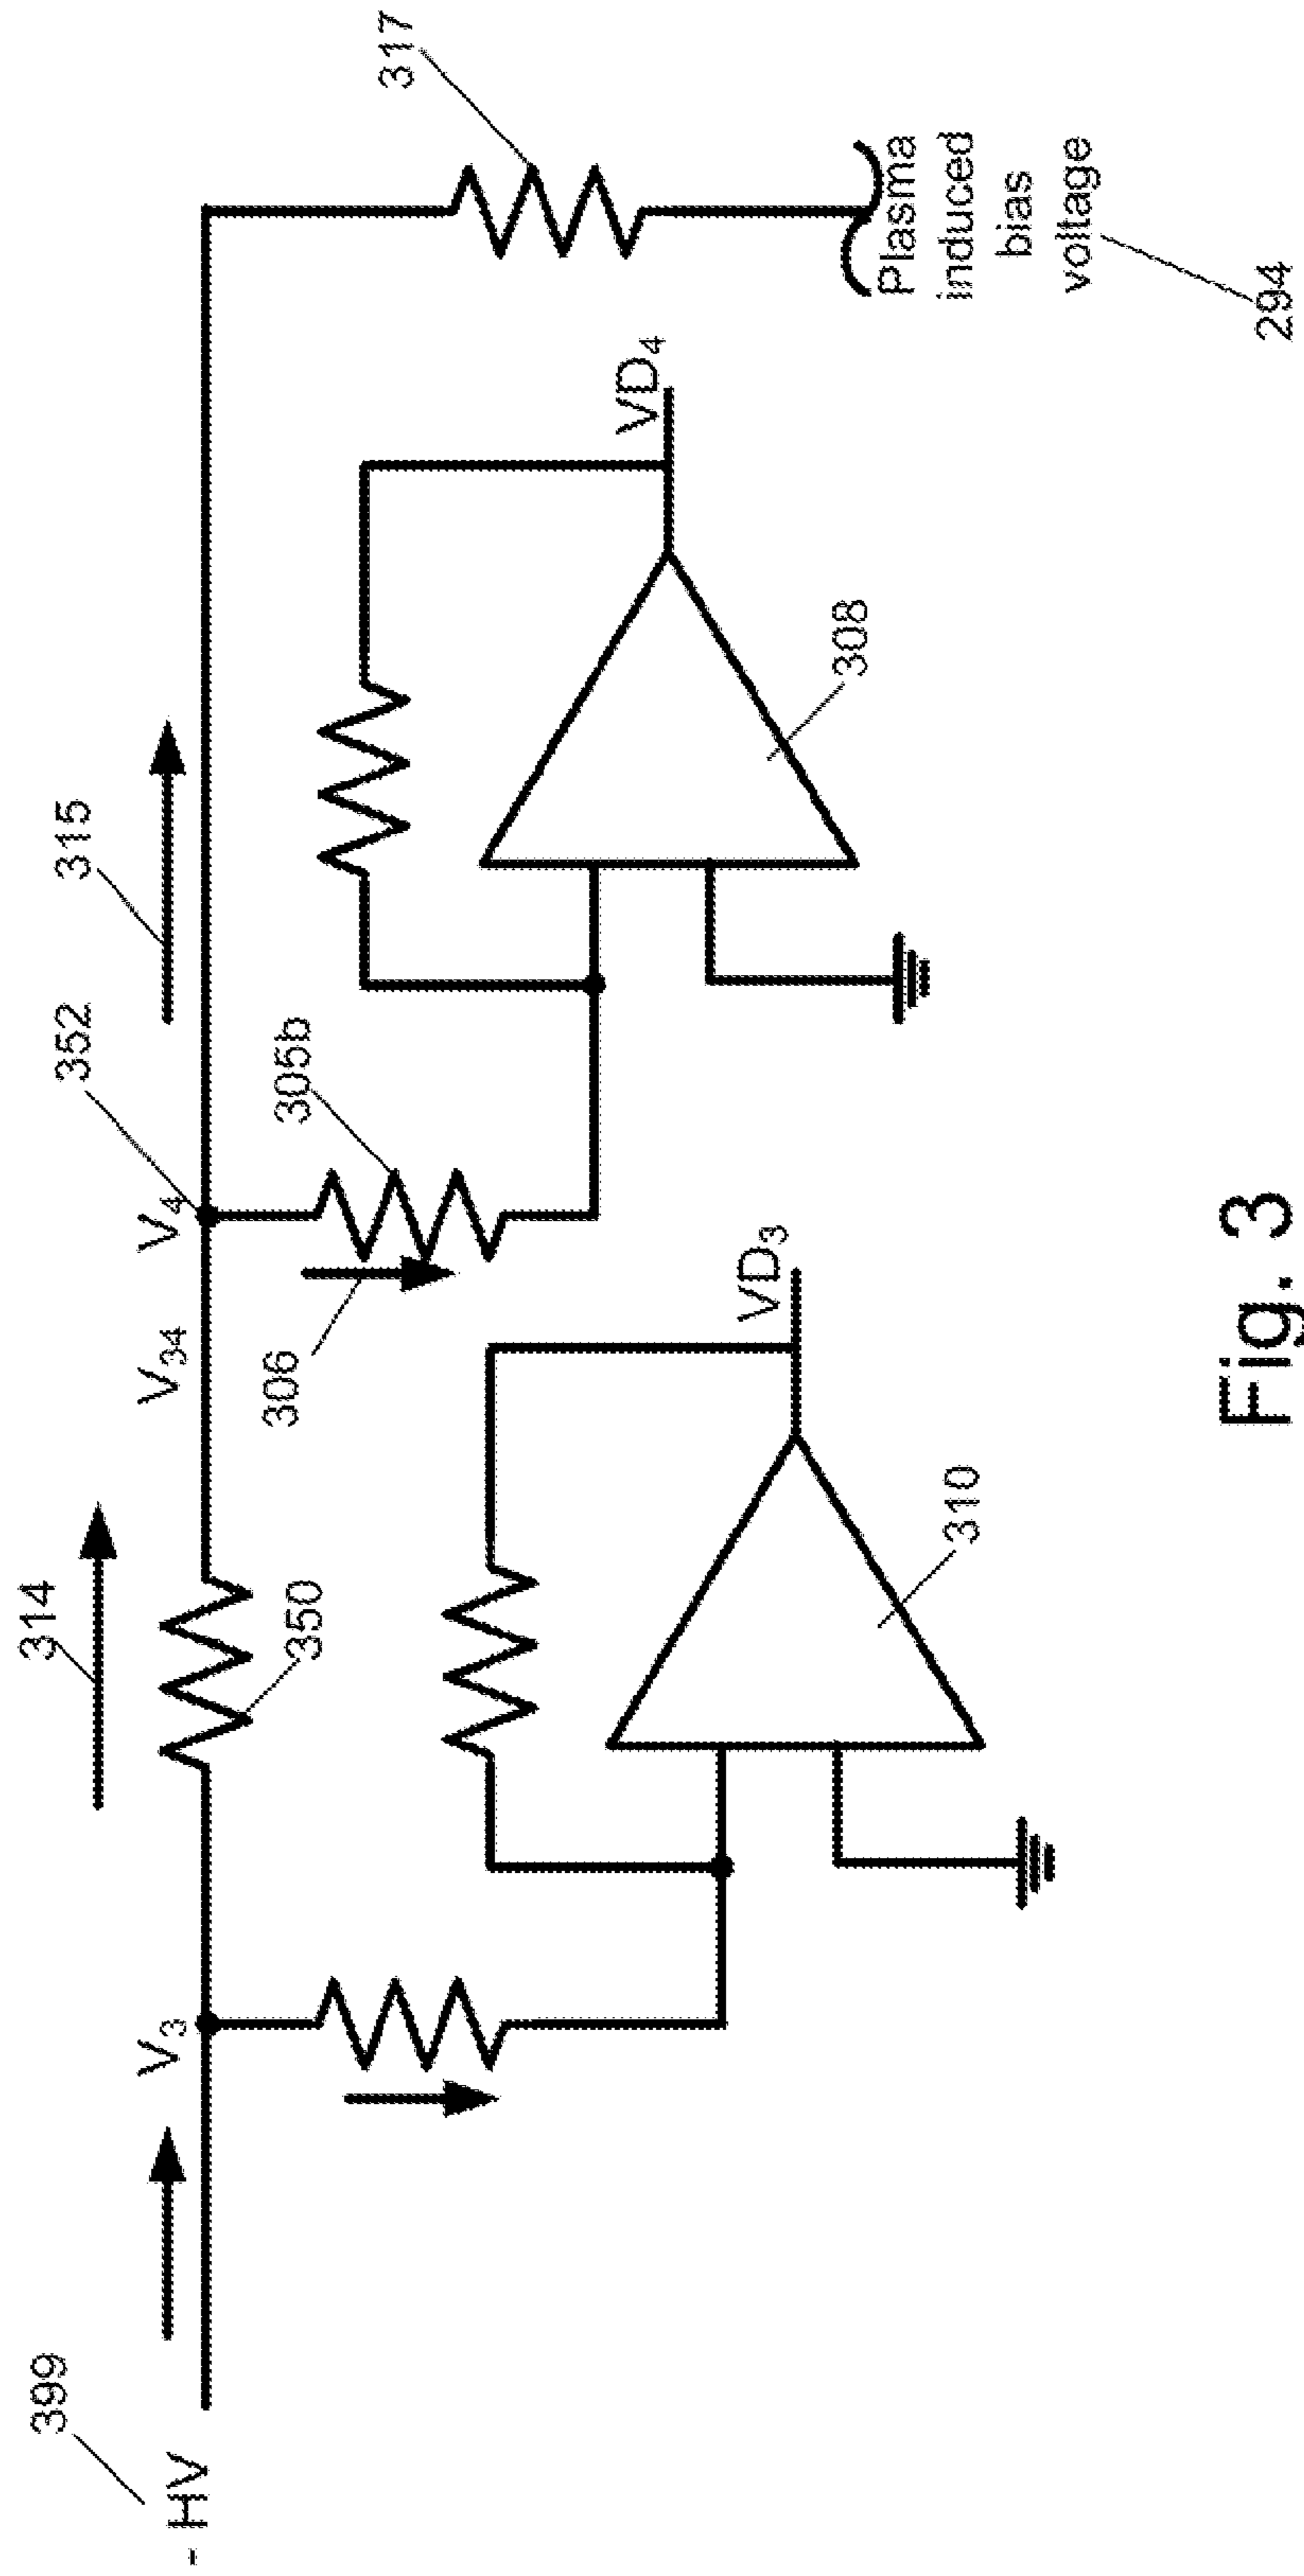 399
- HV
314
350
V3
V34
V4
352
315
306
305b
310
VD3
308
VD4
317
Plasma
induced
bias
voltage
294
Fig. 3